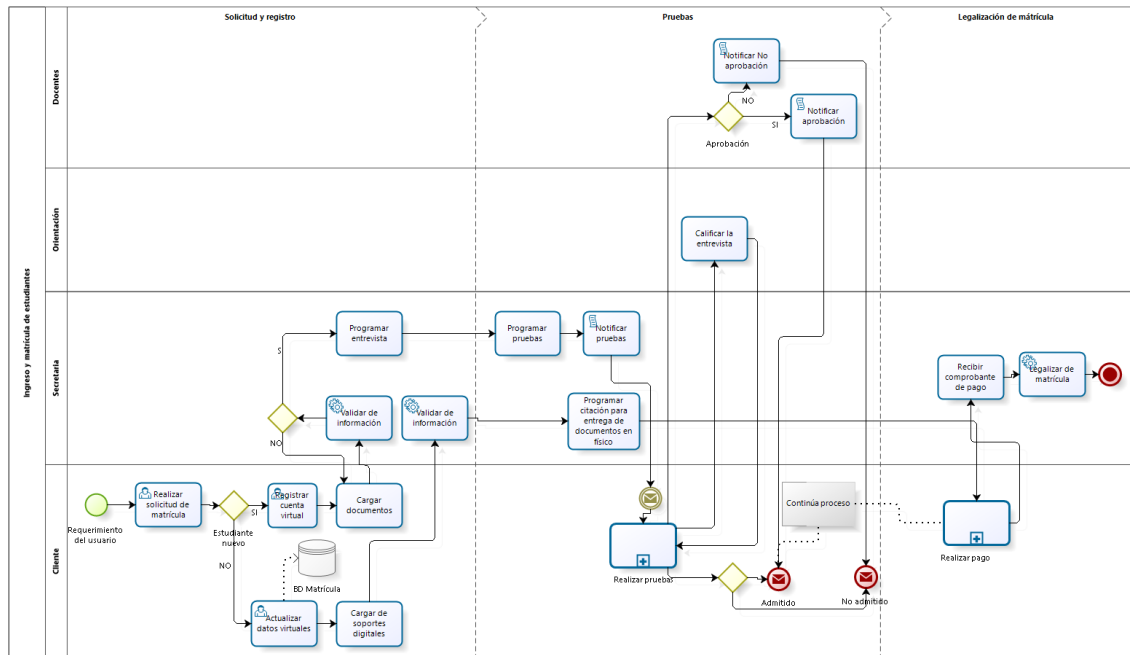 Solicitud y registro
Pruebas
Legalización de mátrícula
Ingreso y matrícula de estudiantes
Docentes
Notificar No
aprobación
NO
Notificar
aprobación
SI
Aprobación
Orientación
Calificar la
entrevista
Secretaria
Programar
entrevista
Programar
pruebas
Notificar
pruebas
S
Recibir
comprobante
de pago
Legalizar de
matrícula
Validar de
información
Validar de
información
Programar
citación para
entrega de
documentos en
físico
NO
Cliente
Requerimiento
del usuario
Realizar
solicitud de
matrícula
Estudiante
nuevo
SI
Registrar
cuenta
virtual
Cargar
documentos
Continúa proceso
NO
BD Matrícula
Realizar pruebas
Realizar pago
Admitido
No admitido
Actualizar
datos virtuales
Cargar de
soportes
digitales